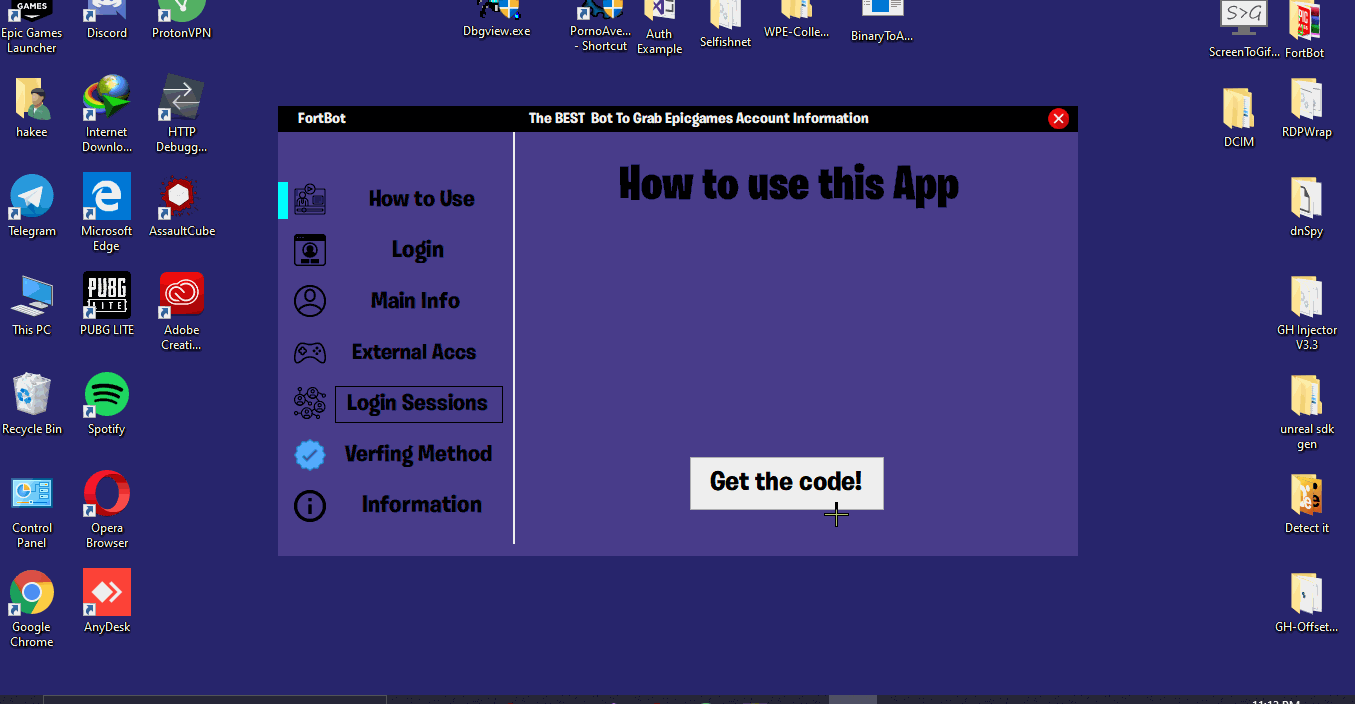 GAMES
Epic Games
Launcher
Discord
ProtonVPN
Dbgview.exe
PornoAve...
- Shortcut
Auth
Example
Selfishnet
WPE-Colle...
BinaryToA...
S>G
ScreenToGif...
FortBot
hakee
Internet
Downlo...
HTTP
Debugg...
DCIM
RDPWrap
FortBot
The BEST Bot To Grab Epicgames Account Information
How to use this App
How to Use
Login
Main Info
External Accs
Login Sessions
Verfing Method
Information
Get the code!
Telegram
Microsoft
Edge
AssaultCube
dnSpy
PUBG
LITE
This PC
PUBG LITE
Adobe
Creati...
GH Injector
V3.3
Recycle Bin
Spotify
unreal sdk
gen
Control
Panel
Opera
Browser
Detect it
Google
Chrome
AnyDesk
GH-Offset...